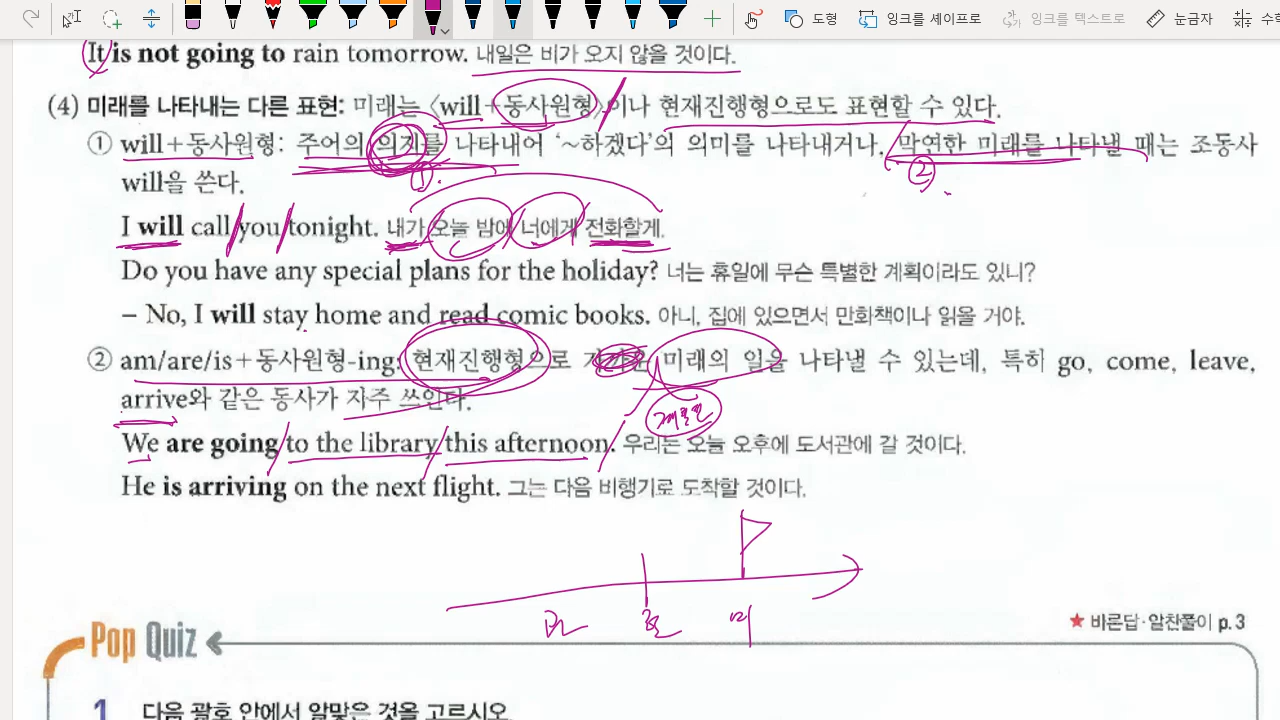 도형 잉크를 셰이프로 잉크를 텍스트로 눈금자
It is not going to rain tomorrow. 내일은 비가 오지 않을 것이다.
(4) 미래를 나타내는 다른 표현: 미래는 〈will+동사원형〉이나 현재진행형으로도 표현할 수 있다.
① will+동사원형: 주어의 의지를 나타내어 '~하겠다'의 의미를 나타내거나, 막연한 미래를 나타낼 때는 조동사
① ②
will을 쓴다.
I will call you tonight. 내가 오늘 밤에 너에게 전화할게.
Do you have any special plans for the holiday? 너는 휴일에 무슨 특별한 계획이라도 있니?
– No, I will stay home and read comic books. 아니, 집에 있으면서 만화책이나 읽을 거야.
② am/are/is+동사원형-ing: 현재진행형으로 미래의 일을 나타낼 수 있는데, 특히 go, come, leave,
arrive와 같은 동사가 자주 쓰인다.
We are going to the library this afternoon. 우리는 오늘 오후에 도서관에 갈 것이다.
He is arriving on the next flight. 그는 다음 비행기로 도착할 것이다.
현 미
★ 바른답·알찬풀이 p. 3
Pop Quiz
1 다음 괄호 안에서 알맞은 것을 고르시오.